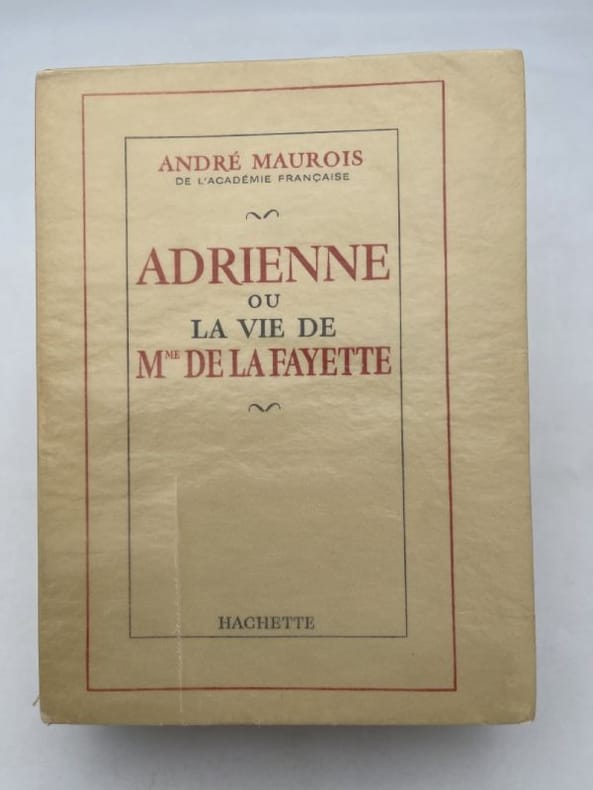 ANDRÉ MAUROIS
DE L'ACADÉMIE FRANÇAISE
ADRIENNE
OU
LA VIE DE
Mᴹᴱ DE LA FAYETTE
HACHETTE